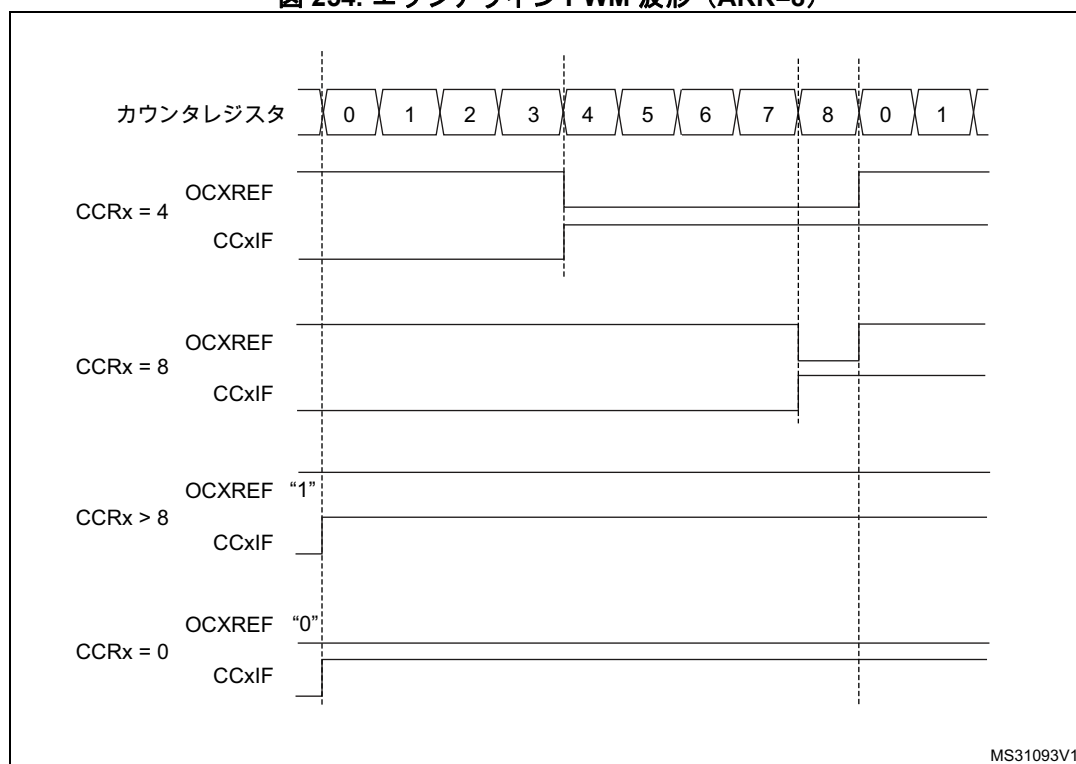 図 エッジアライン PWM 波形（ARR=8）
カウンタレジスタ 0 1 2 3 4 5 6 7 8 0 1
OCXREF
CCRx = 4
CCxIF
OCXREF
CCRx = 8
CCxIF
OCXREF “1”
CCRx > 8
CCxIF
OCXREF “0”
CCRx = 0
CCxIF
MS31093V1